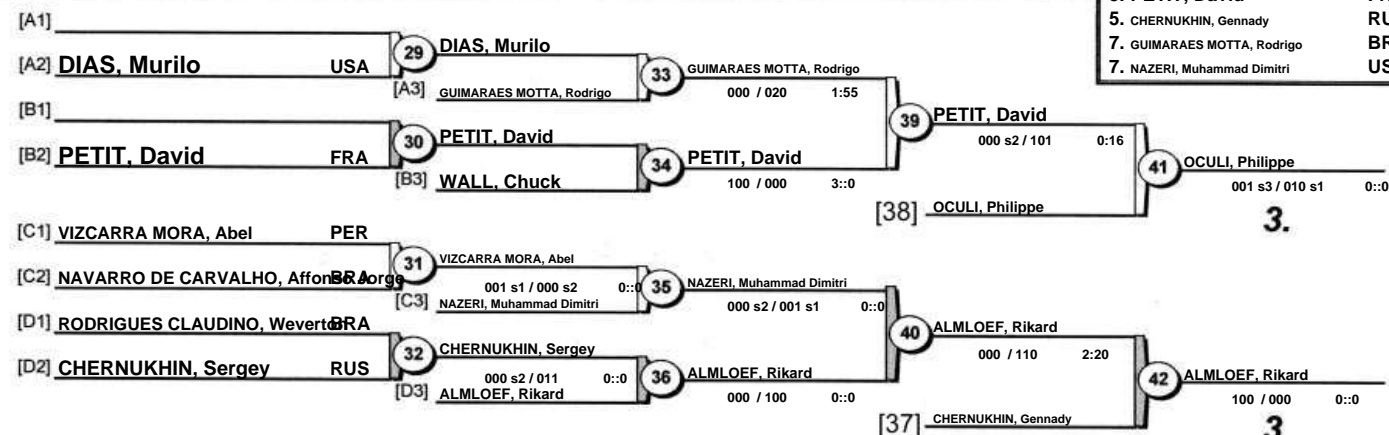 5. CHERNUKHIN, Gennady RU
7. GUIMARAES MOTTA, Rodrigo BR
7. NAZERI, Muhammad Dimitri US
[A1]
[A2] DIAS, Murilo USA
29 DIAS, Murilo
[A3] GUIMARAES MOTTA, Rodrigo
33 GUIMARAES MOTTA, Rodrigo
000 / 020 1:55
[B1]
[B2] PETIT, David FRA
30 PETIT, David
[B3] WALL, Chuck
34 PETIT, David
100 / 000 3::0
39 PETIT, David
000 s2 / 101 0:16
[38] OCULI, Philippe
41 OCULI, Philippe
001 s3 / 010 s1 0::0
3.
[C1] VIZCARRA MORA, Abel PER
[C2] NAVARRO DE CARVALHO, Affonso Jorge BRA
31 VIZCARRA MORA, Abel
001 s1 / 000 s2 0::0
[C3] NAZERI, Muhammad Dimitri
35 NAZERI, Muhammad Dimitri
000 s2 / 001 s1 0::0
[D1] RODRIGUES CLAUDINO, Weverton BRA
[D2] CHERNUKHIN, Sergey RUS
32 CHERNUKHIN, Sergey
000 s2 / 011 0::0
[D3] ALMLOEF, Rikard
36 ALMLOEF, Rikard
000 / 100 0::0
40 ALMLOEF, Rikard
000 / 110 2:20
[37] CHERNUKHIN, Gennady
42 ALMLOEF, Rikard
100 / 000 0::0
3